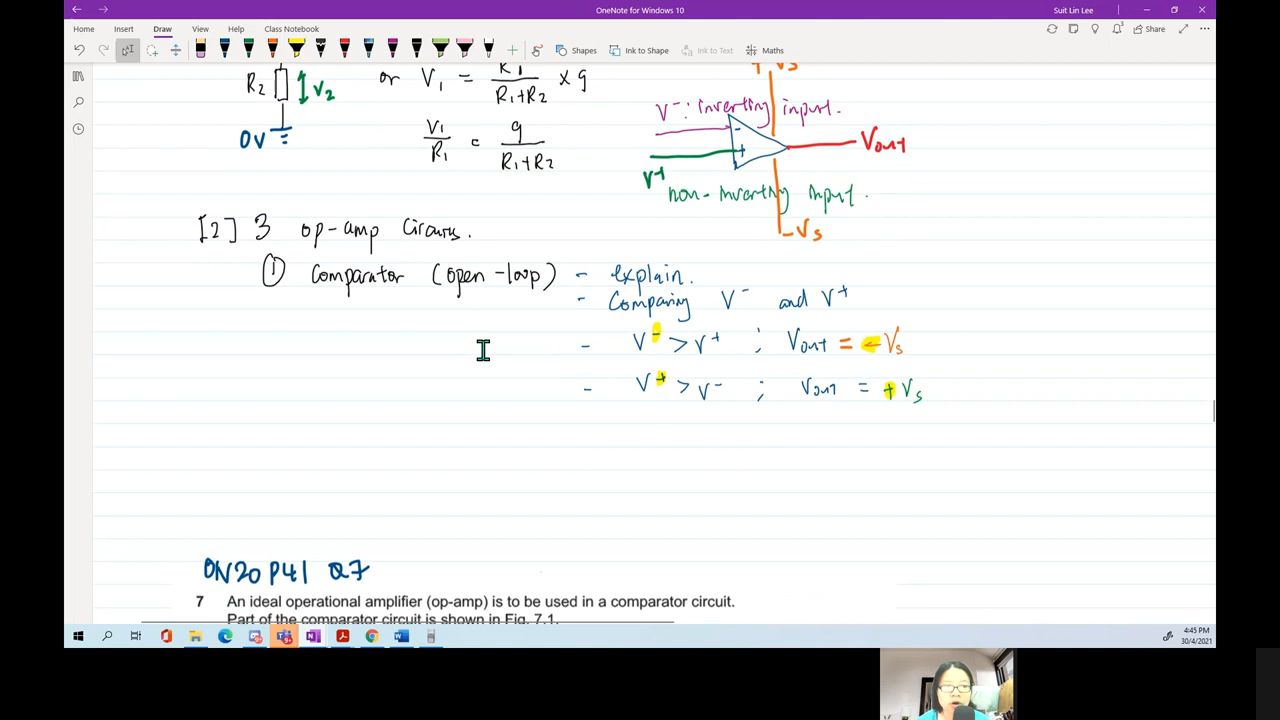 OneNote for Windows 10
Suit Lin Lee
Home Insert Draw View Help Class Notebook
Share
Shapes Ink to Shape Ink to Text Maths
R2 V2 or V1 = R1 / R1+R2 × 9
0V
V1 / R1 = 9 / R1+R2
+Vs
V-: inverting input.
-
+
Vout
V+
non-inverting input.
-Vs
[2] 3 op-amp circuits.
① Comparator (open-loop) - explain.
- Comparing V- and V+
- V- > V+ ; Vout = -Vs
- V+ > V- ; Vout = +Vs
ON20 P41 Q7
7 An ideal operational amplifier (op-amp) is to be used in a comparator circuit.
Part of the comparator circuit is shown in Fig. 7.1.
4:45 PM
30/4/2021